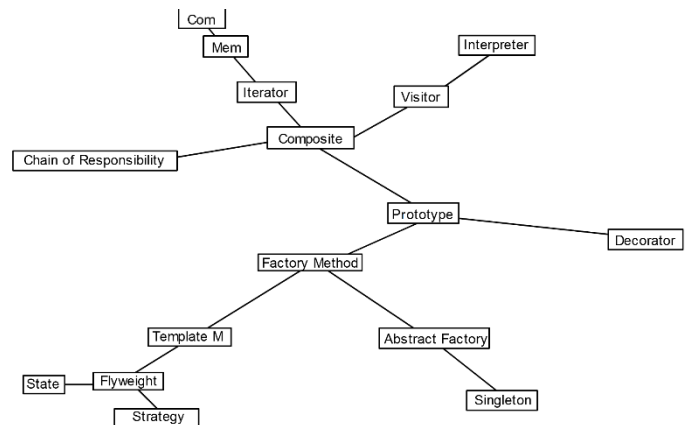 Com
Mem
Interpreter
Iterator
Visitor
Composite
Chain of Responsibility
Prototype
Decorator
Factory Method
Template M
Abstract Factory
State
Flyweight
Singleton
Strategy